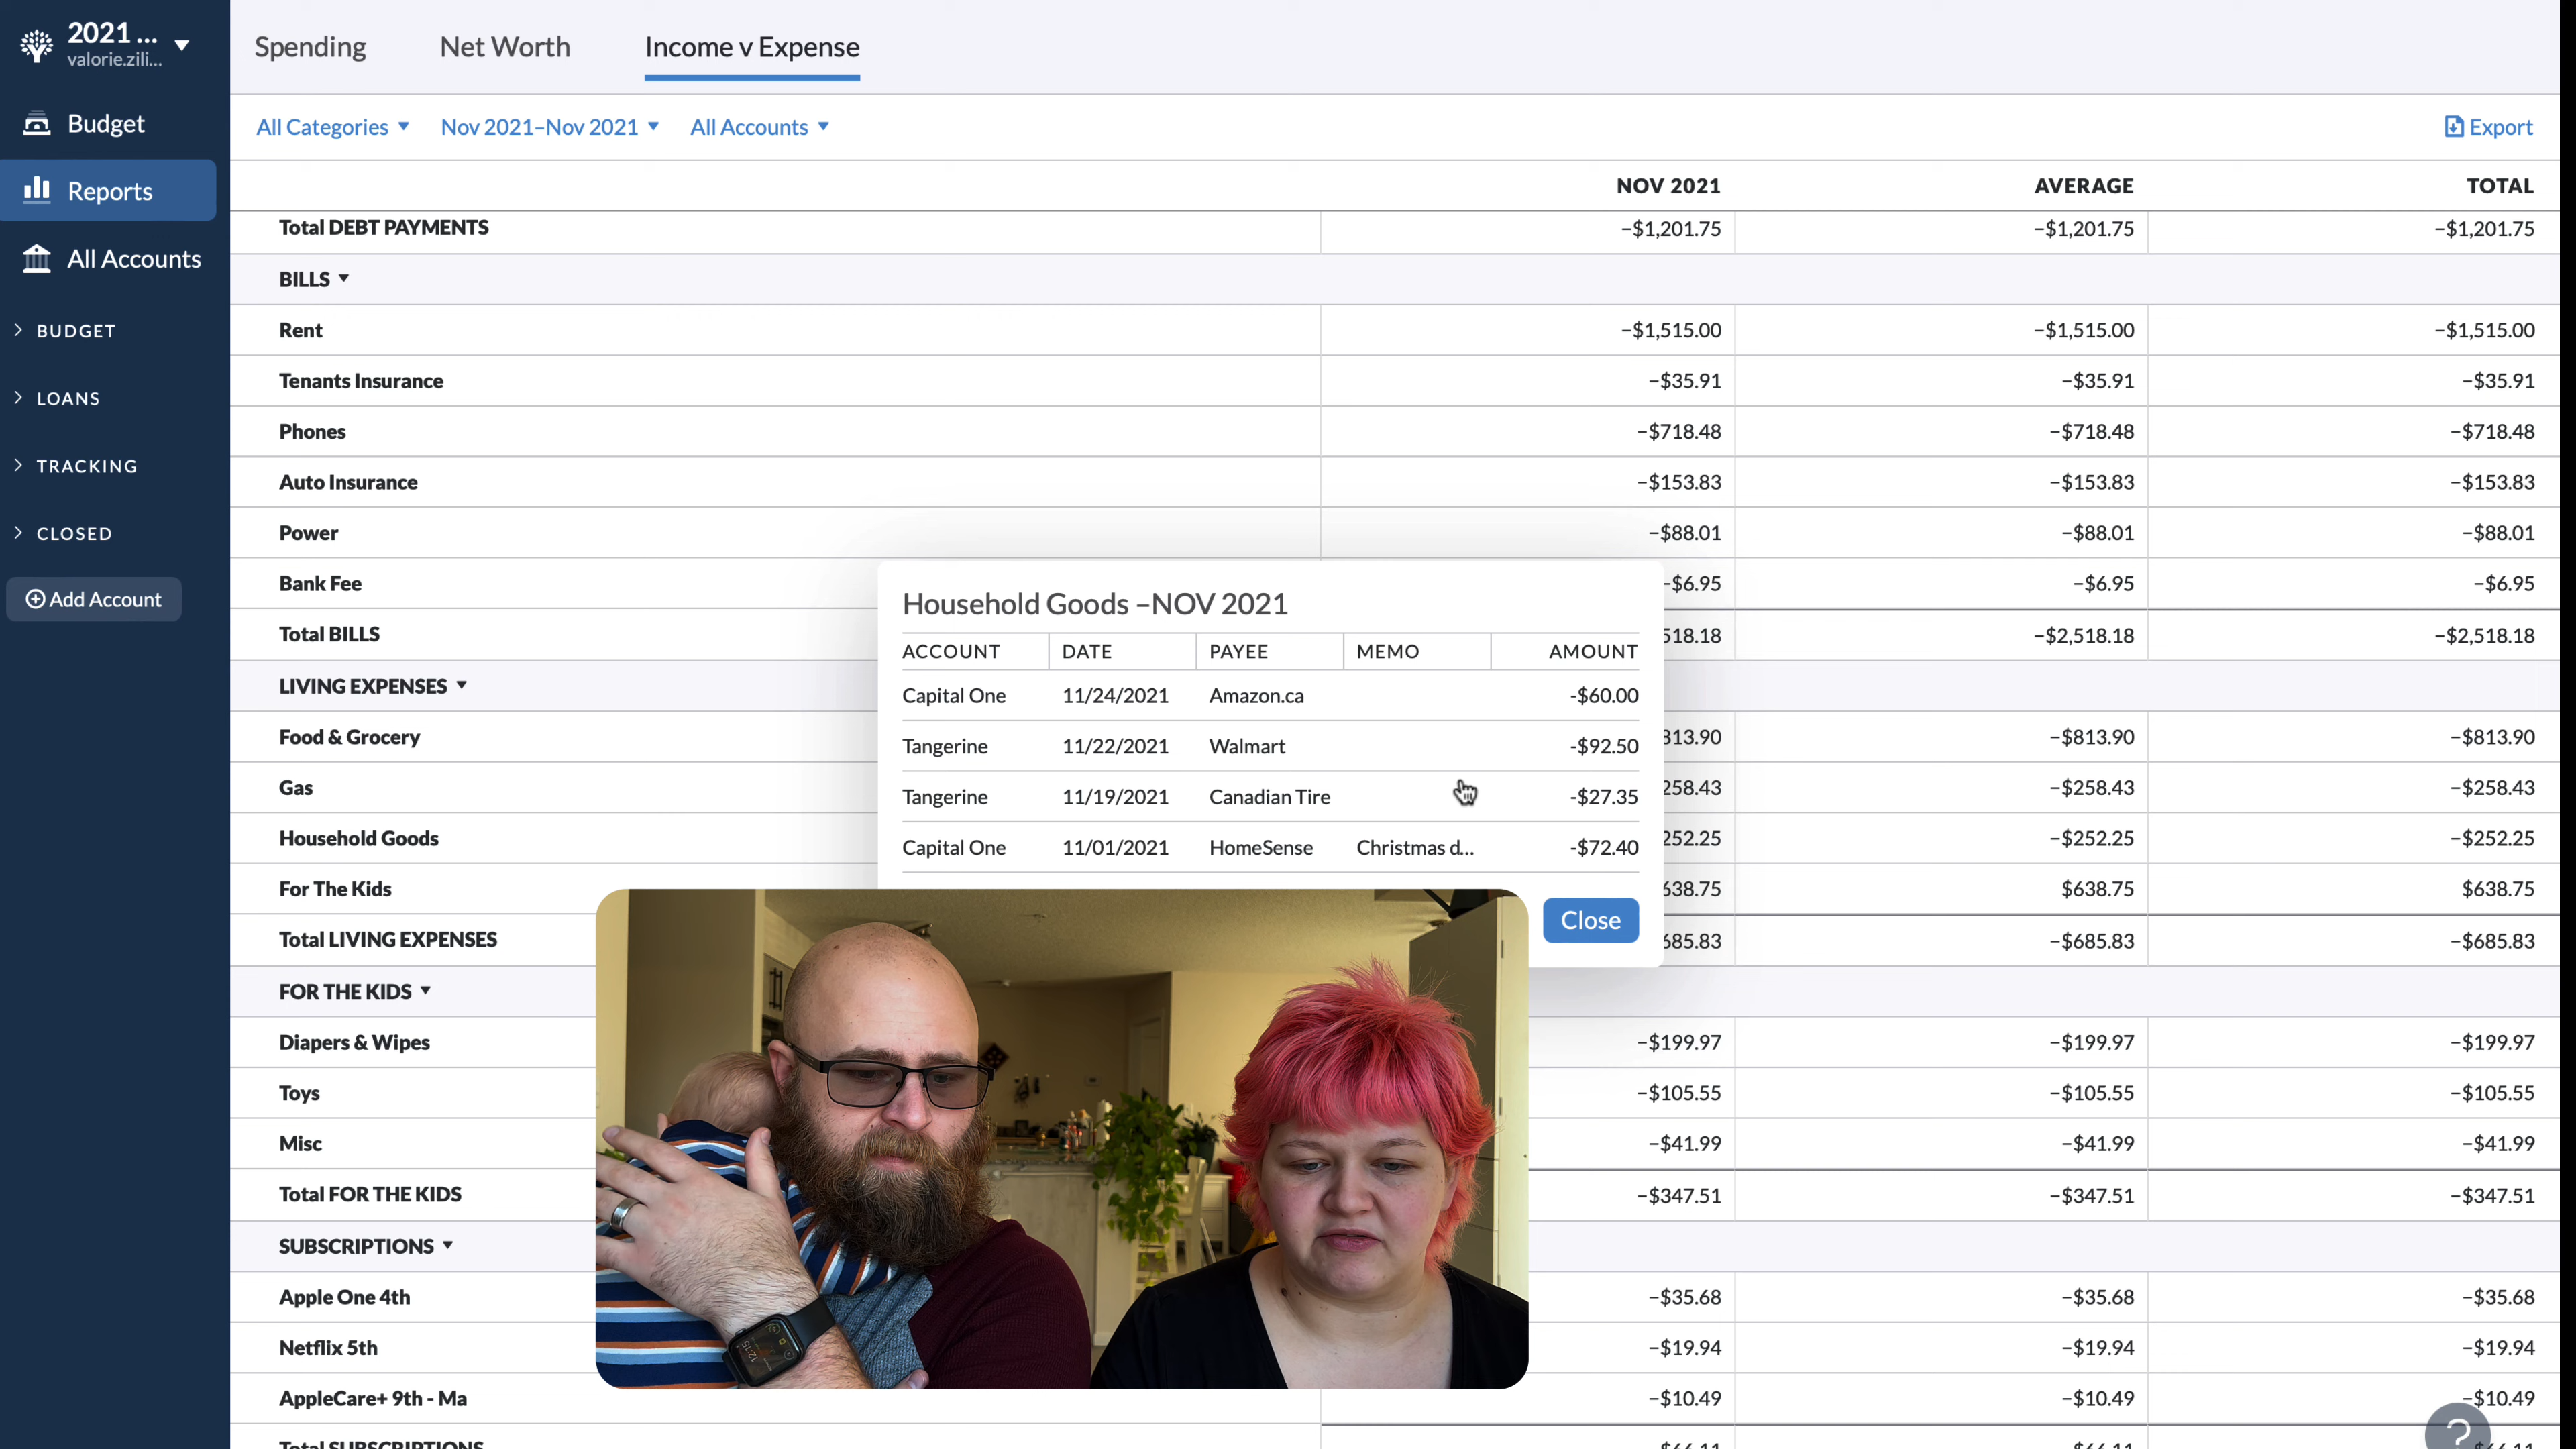 2021 ...
valorie.zili...
Budget
Reports
All Accounts
BUDGET
LOANS
TRACKING
CLOSED
Add Account
Spending Net Worth Income v Expense
All Categories Nov 2021–Nov 2021 All Accounts Export
NOV 2021 AVERAGE TOTAL
Total DEBT PAYMENTS −$1,201.75 −$1,201.75 −$1,201.75
BILLS
Rent −$1,515.00 −$1,515.00 −$1,515.00
Tenants Insurance −$35.91 −$35.91 −$35.91
Phones −$718.48 −$718.48 −$718.48
Auto Insurance −$153.83 −$153.83 −$153.83
Power −$88.01 −$88.01 −$88.01
Bank Fee −$6.95 −$6.95 −$6.95
Total BILLS 518.18 −$2,518.18 −$2,518.18
LIVING EXPENSES
Food & Grocery 813.90 −$813.90 −$813.90
Gas 258.43 −$258.43 −$258.43
Household Goods 252.25 −$252.25 −$252.25
For The Kids 638.75 $638.75 $638.75
Total LIVING EXPENSES 685.83 −$685.83 −$685.83
FOR THE KIDS
Diapers & Wipes −$199.97 −$199.97 −$199.97
Toys −$105.55 −$105.55 −$105.55
Misc −$41.99 −$41.99 −$41.99
Total FOR THE KIDS −$347.51 −$347.51 −$347.51
SUBSCRIPTIONS
Apple One 4th −$35.68 −$35.68 −$35.68
Netflix 5th −$19.94 −$19.94 −$19.94
AppleCare+ 9th - Ma −$10.49 −$10.49 −$10.49
Total SUBSCRIPTIONS
Household Goods –NOV 2021
ACCOUNT DATE PAYEE MEMO AMOUNT
Capital One 11/24/2021 Amazon.ca -$60.00
Tangerine 11/22/2021 Walmart -$92.50
Tangerine 11/19/2021 Canadian Tire -$27.35
Capital One 11/01/2021 HomeSense Christmas d... -$72.40
Close
12:15
?